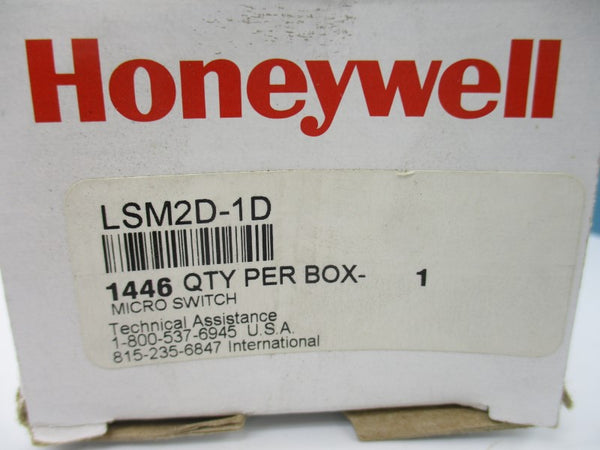 Honeywell
LSM2D-1D
1446 QTY PER BOX- 1
MICRO SWITCH
Technical Assistance
1-800-537-6945 U.S.A.
815-235-6847 International